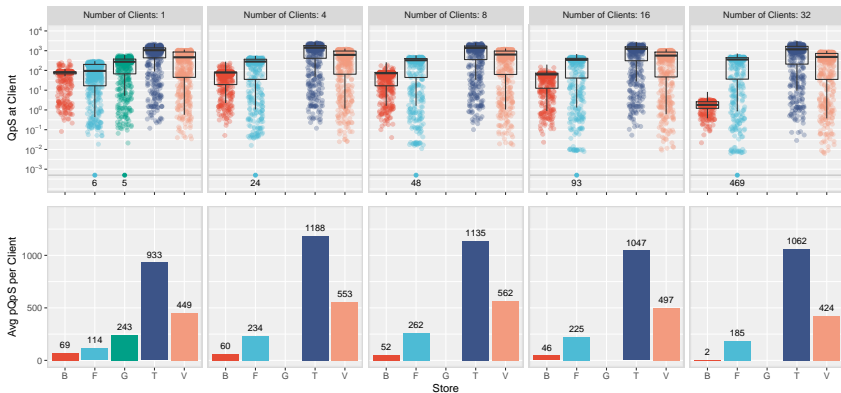 Number of Clients: 1
Number of Clients: 4
Number of Clients: 8
Number of Clients: 16
Number of Clients: 32
QpS at Client
10⁴
10³
10²
10¹
10⁰
10⁻¹
10⁻²
10⁻³
6 5
24
48
93
469
Avg pQpS per Client
1000
500
0
69 114 243 933 449
60 234 1188 553
52 262 1135 562
46 225 1047 497
2 185 1062 424
B F G T V
B F G T V
B F G T V
B F G T V
B F G T V
Store